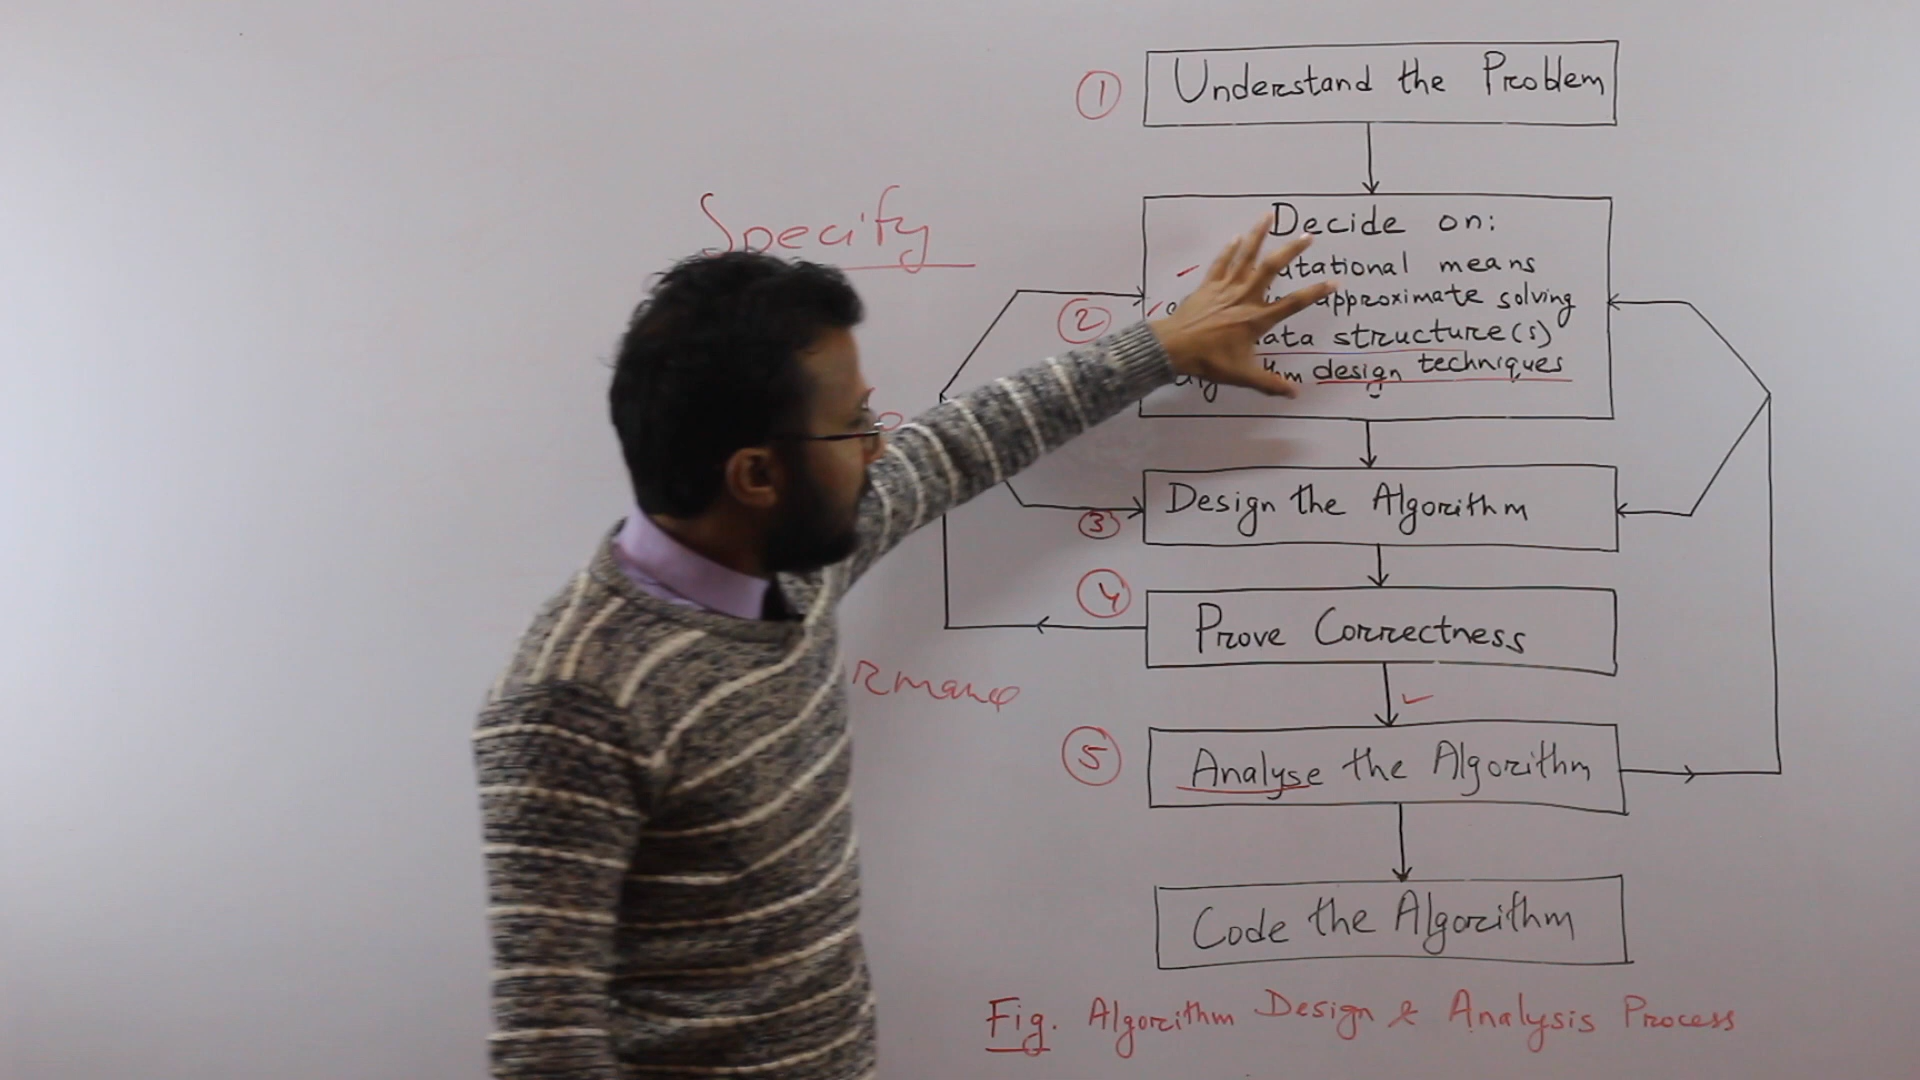 ① Understand the Problem
Specify
Decide on:
means
② approximate solving
structure(s)
design techniques
③ Design the Algorithm
④ Prove Correctness
⑤ Analyse the Algorithm
Code the Algorithm
Fig. Algorithm Design & Analysis Process